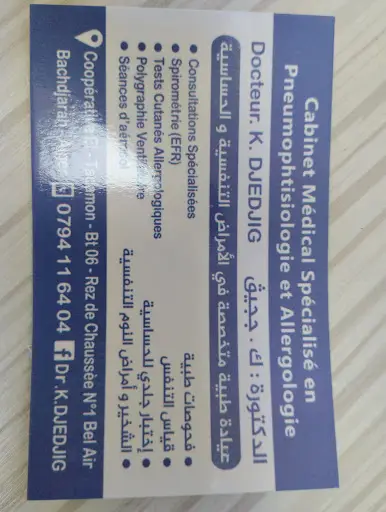 Cabinet Médical Spécialisé en
Pneumophtisiologie et Allergologie
Docteur. K. DJEDJIG
الدكتورة : ك . ججيق
عيادة طبية متخصصة في الأمراض التنفسية و الحساسية
• Consultations Spécialisées
• Spirométrie (EFR)
• Tests Cutanés Allergologiques
• Polygraphie Ventilatoire
• Séances d'aérosol
• فحوصات طبية
• قياس التنفس
• إختبار جلدي للحساسية
• الشخير و أمراض النوم التنفسية
Coopérative - Bt 06 - Rez de Chaussée N°1 Bel Air
Bachdjarah 0794 11 64 04 Dr.K.DJEDJIG